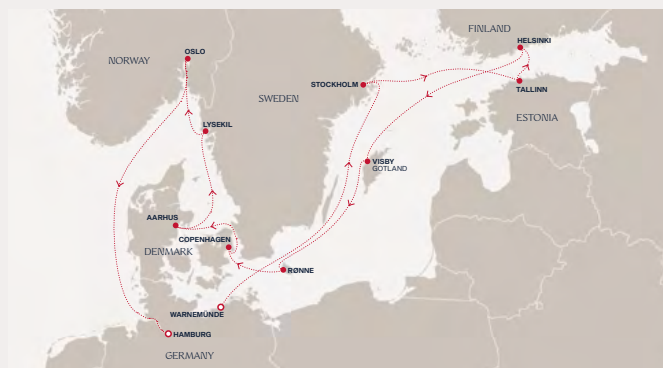 FINLAND
HELSINKI
OSLO
NORWAY
STOCKHOLM
TALLINN
SWEDEN
ESTONIA
LYSEKIL
VISBY
GOTLAND
AARHUS
COPENHAGEN
DENMARK
RØNNE
WARNEMÜNDE
HAMBURG
GERMANY